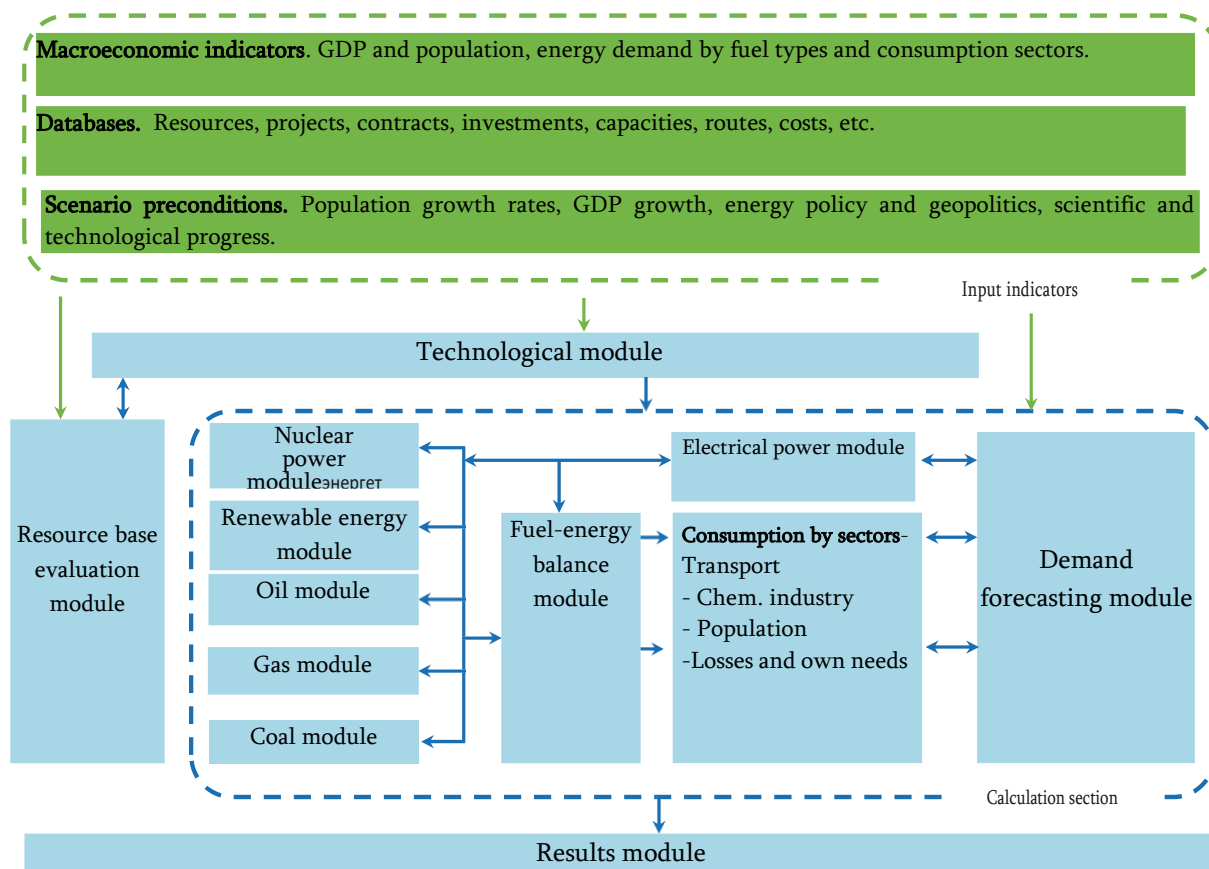 Macroeconomic indicators. GDP and population, energy demand by fuel types and consumption sectors.
Databases. Resources, projects, contracts, investments, capacities, routes, costs, etc.
Scenario preconditions. Population growth rates, GDP growth, energy policy and geopolitics, scientific and
technological progress.
Input indicators
Technological module
Resource base
evaluation
module
Nuclear
power
moduleэнергет
Renewable energy
module
Oil module
Gas module
Coal module
Fuel-energy
balance
module
Electrical power module
Consumption by sectors-
Transport
- Chem. industry
- Population
-Losses and own needs
Demand
forecasting module
Calculation section
Results module